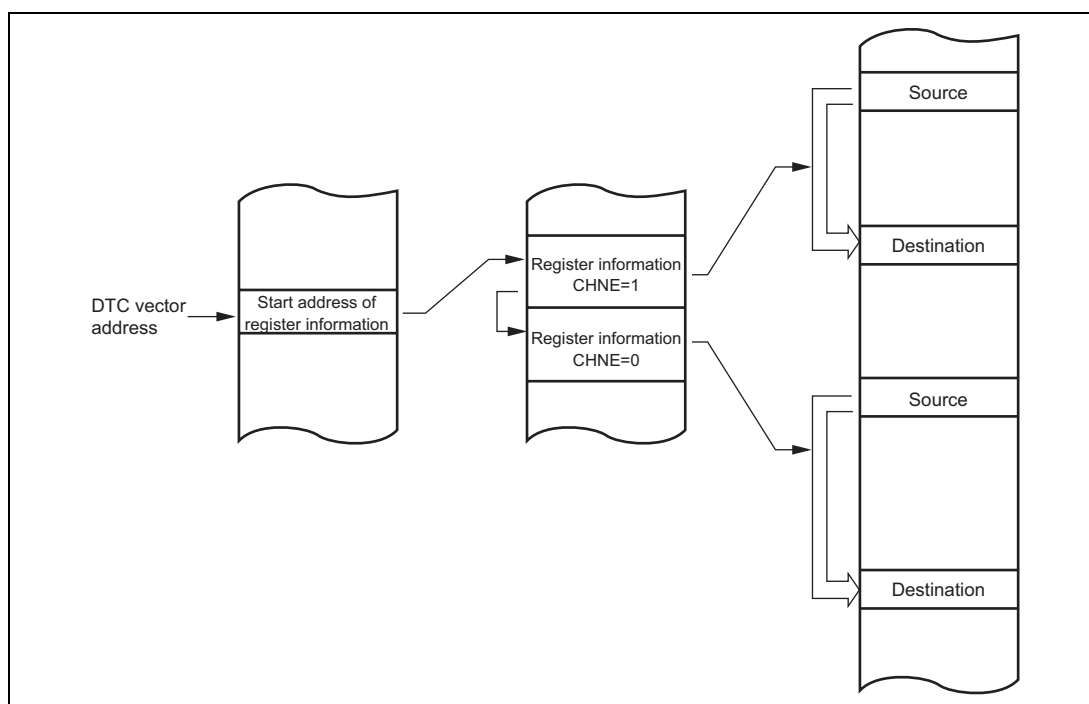 DTC vector
address
Start address of
register information
Register information
CHNE=1
Register information
CHNE=0
Source
Destination
Source
Destination